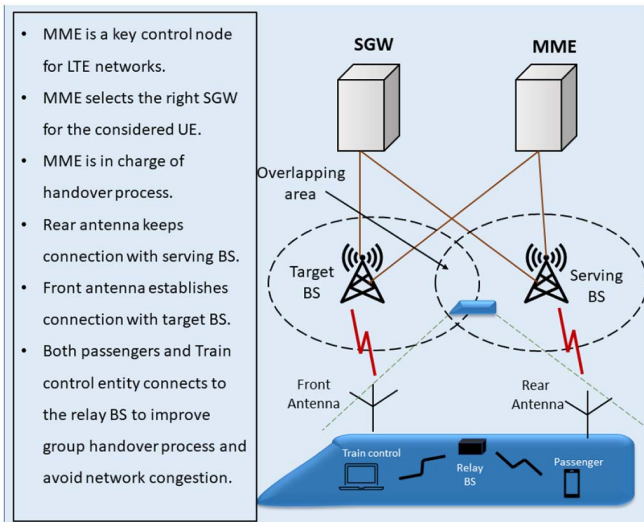 • MME is a key control node
for LTE networks.
• MME selects the right SGW
for the considered UE.
• MME is in charge of
handover process.
• Rear antenna keeps
connection with serving BS.
• Front antenna establishes
connection with target BS.
• Both passengers and Train
control entity connects to
the relay BS to improve
group handover process and
avoid network congestion.
SGW
MME
Overlapping
area
Target
BS
Serving
BS
Front
Antenna
Rear
Antenna
Train control
Relay
BS
Passenger